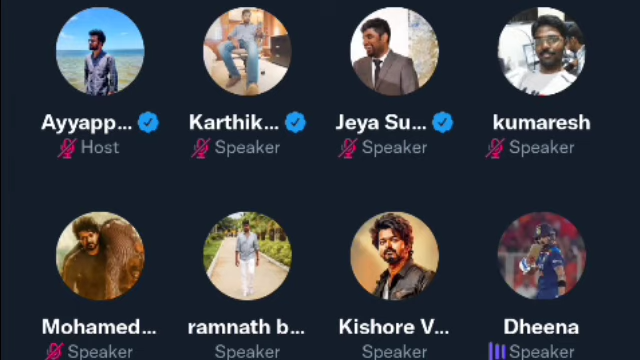 Ayyapp... Karthik... Jeya Su... kumaresh
Host Speaker Speaker Speaker
Mohamed... ramnath b... Kishore V... Dheena
Speaker Speaker Speaker Speaker